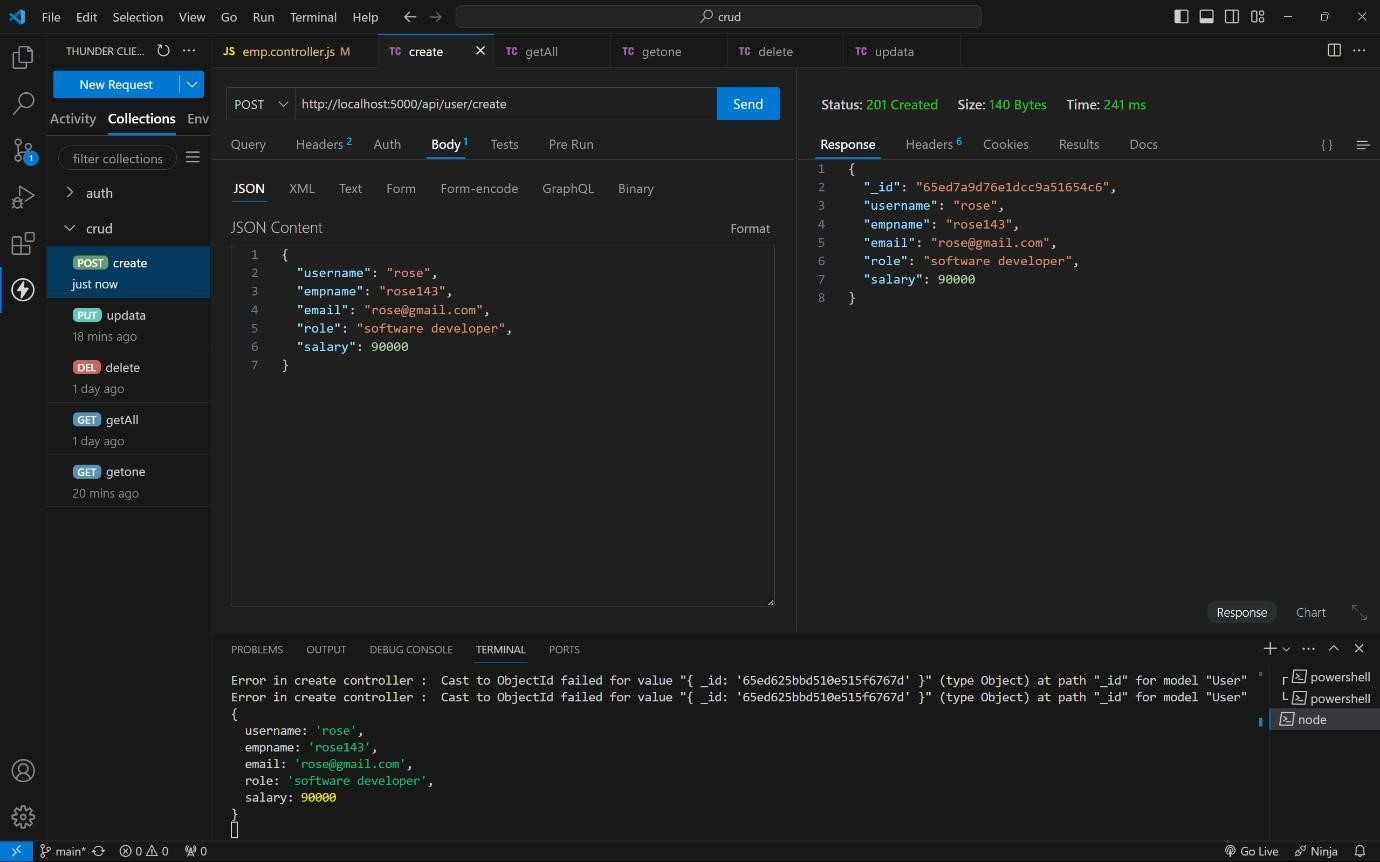 File Edit Selection View Go Run Terminal Help crud
THUNDER CLIE... JS emp.controller.js M TC create TC getAll TC getone TC delete TC updata
New Request
Activity Collections Env
filter collections
auth
crud
POST create
just now
PUT updata
18 mins ago
DEL delete
1 day ago
GET getAll
1 day ago
GET getone
20 mins ago
POST http://localhost:5000/api/user/create Send
Query Headers 2 Auth Body 1 Tests Pre Run
JSON XML Text Form Form-encode GraphQL Binary
JSON Content Format
1 {
2 "username": "rose",
3 "empname": "rose143",
4 "email": "rose@gmail.com",
5 "role": "software developer",
6 "salary": 90000
7 }
Status: 201 Created Size: 140 Bytes Time: 241 ms
Response Headers 6 Cookies Results Docs { }
1 {
2 "_id": "65ed7a9d76e1dcc9a51654c6",
3 "username": "rose",
4 "empname": "rose143",
5 "email": "rose@gmail.com",
6 "role": "software developer",
7 "salary": 90000
8 }
Response Chart
PROBLEMS OUTPUT DEBUG CONSOLE TERMINAL PORTS
Error in create controller :  Cast to ObjectId failed for value "{ _id: '65ed625bbd510e515f6767d' }" (type Object) at path "_id" for model "User"
Error in create controller :  Cast to ObjectId failed for value "{ _id: '65ed625bbd510e515f6767d' }" (type Object) at path "_id" for model "User"
{
username: 'rose',
empname: 'rose143',
email: 'rose@gmail.com',
role: 'software developer',
salary: 90000
}
powershell
powershell
node
main* 0 0 0 Go Live Ninja
1